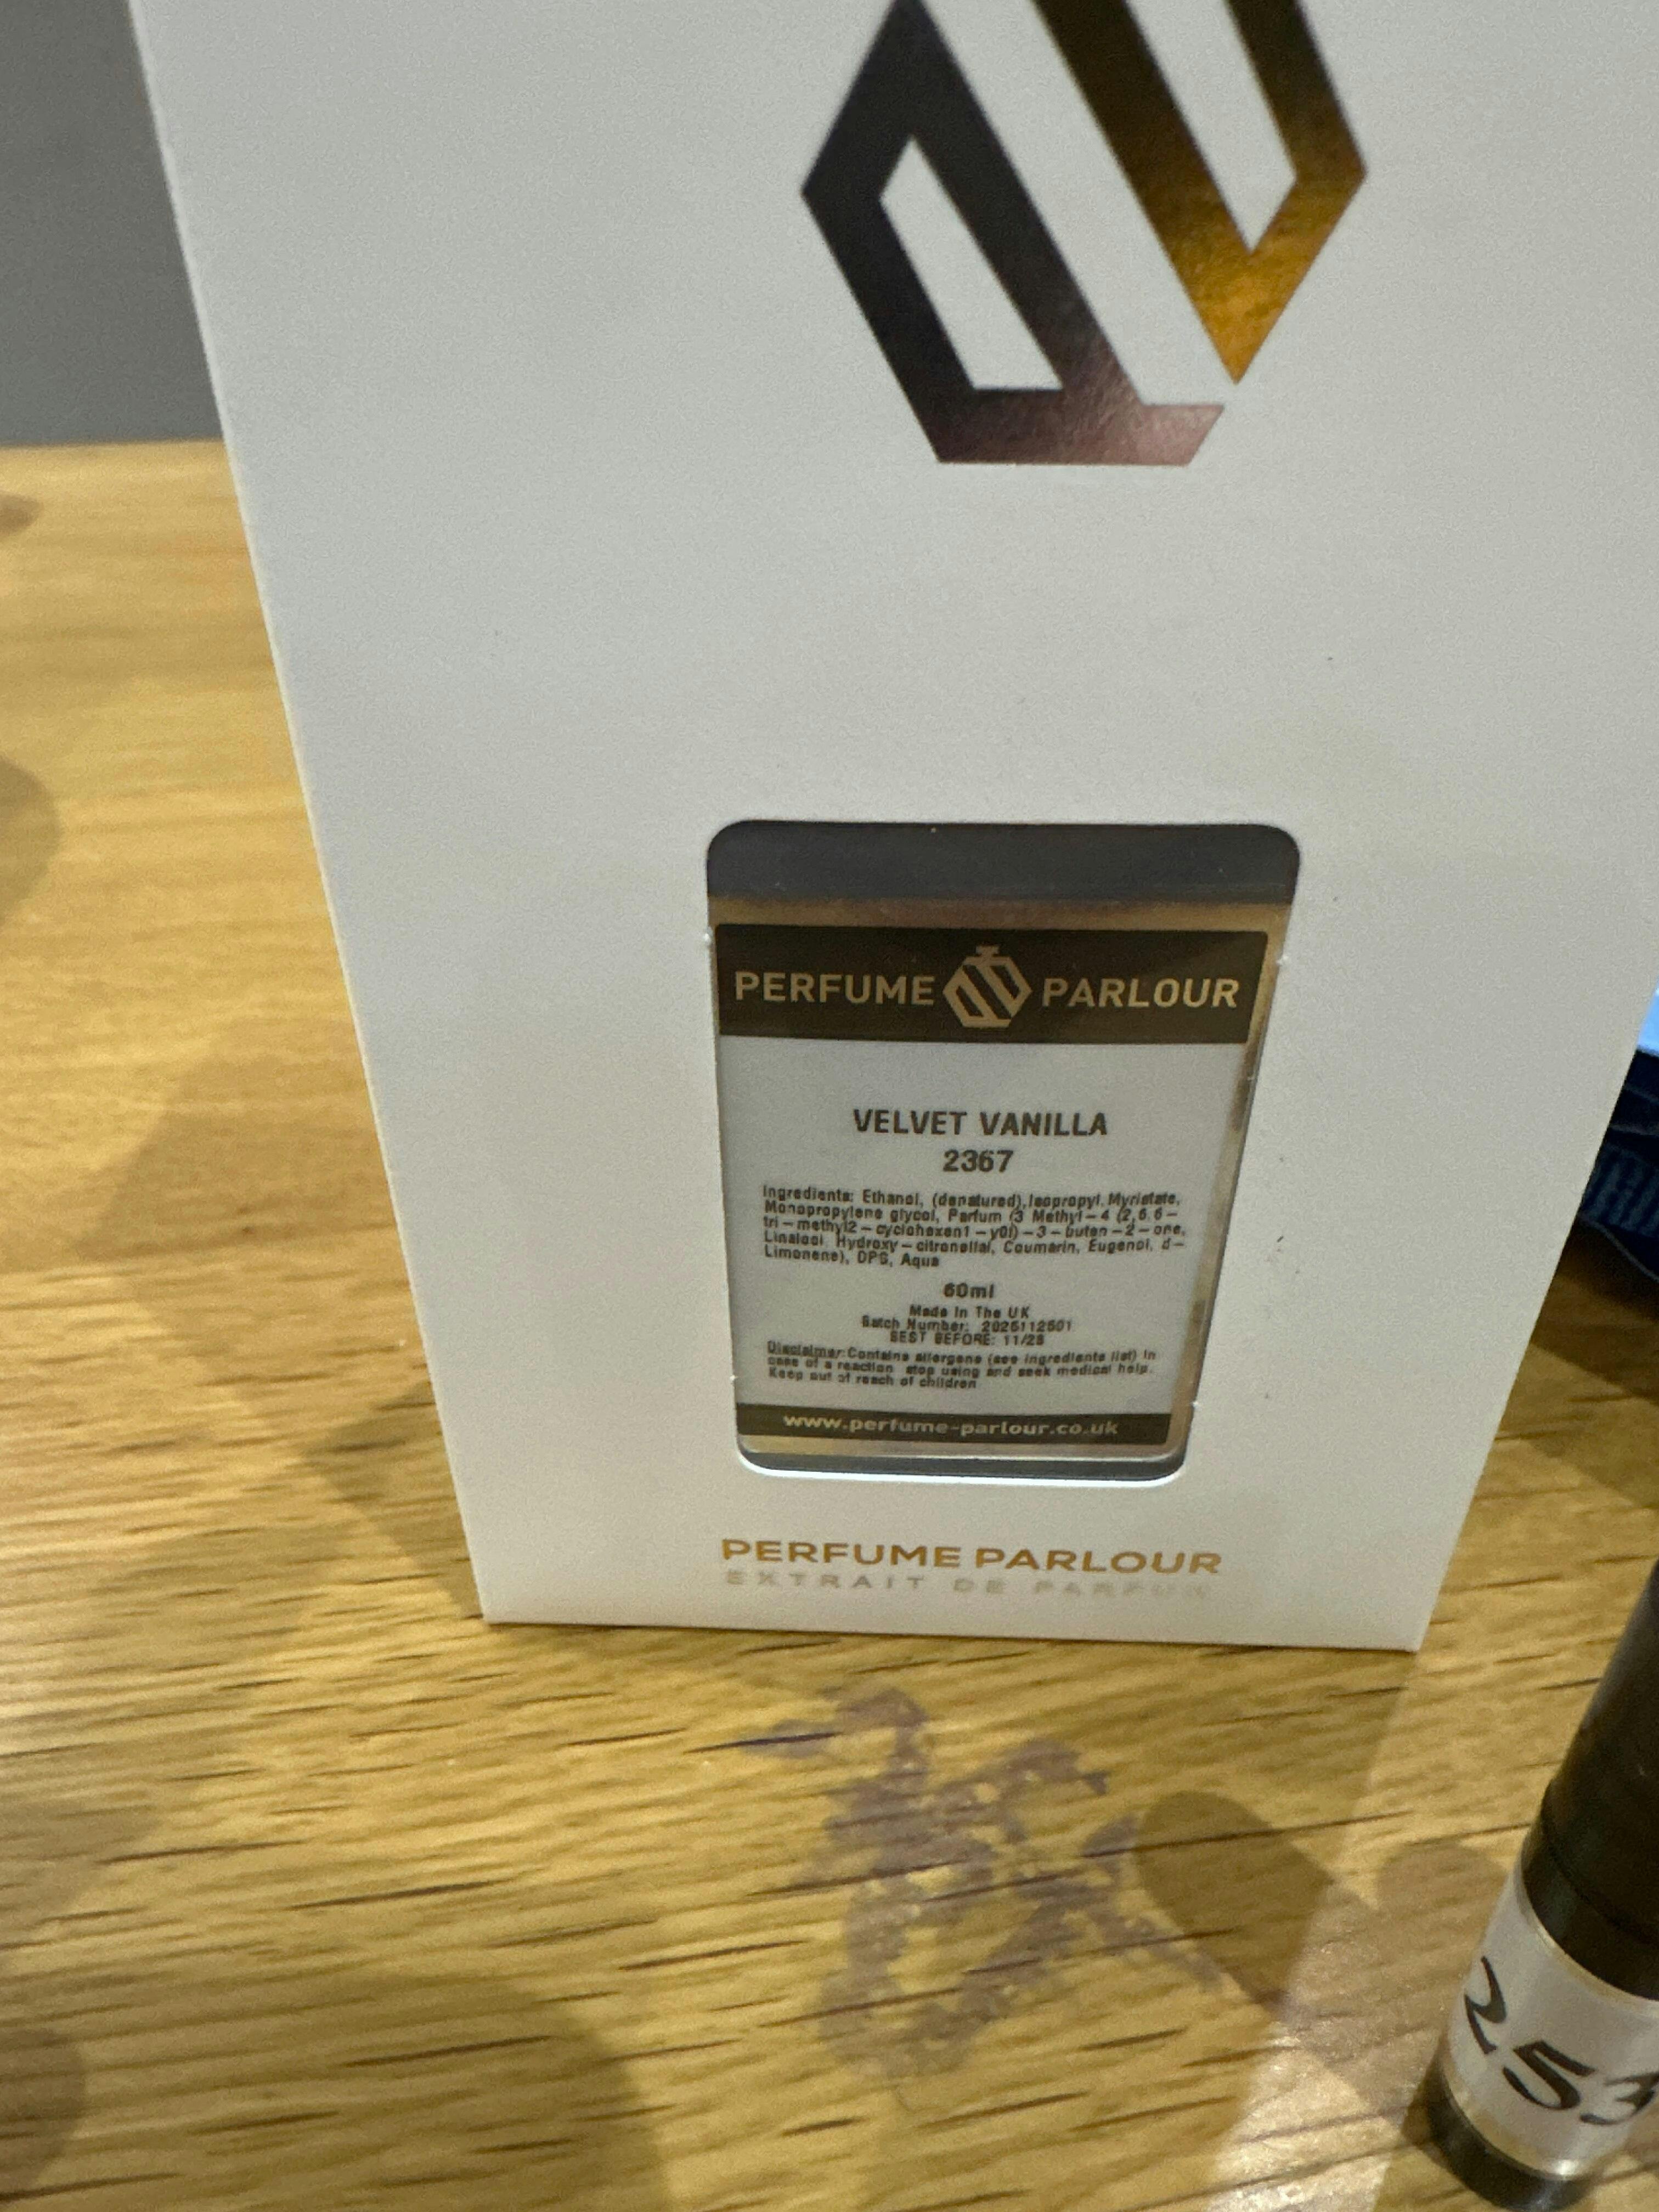 PERFUME PARLOUR
VELVET VANILLA
2367
Ingredients: Ethanol, (denatured), Isopropyl, Myristate,
Monopropylene glycol, Parfum (3 Methyl-4 (2,6,6-
tri-methyl2-cyclohexen1-y0l)-3-buten-2-one,
Linalool, Hydroxy-citronellal, Coumarin, Eugenol, d-
Limonene), DPG, Aqua
60ml
Made In The UK
Batch Number: 2025112501
BEST BEFORE: 11/28
Disclaimer: Contains allergens (see ingredients list) In
case of a reaction stop using and seek medical help.
Keep out of reach of children
www.perfume-parlour.co.uk
PERFUME PARLOUR
EXTRAIT DE PARFUM
253